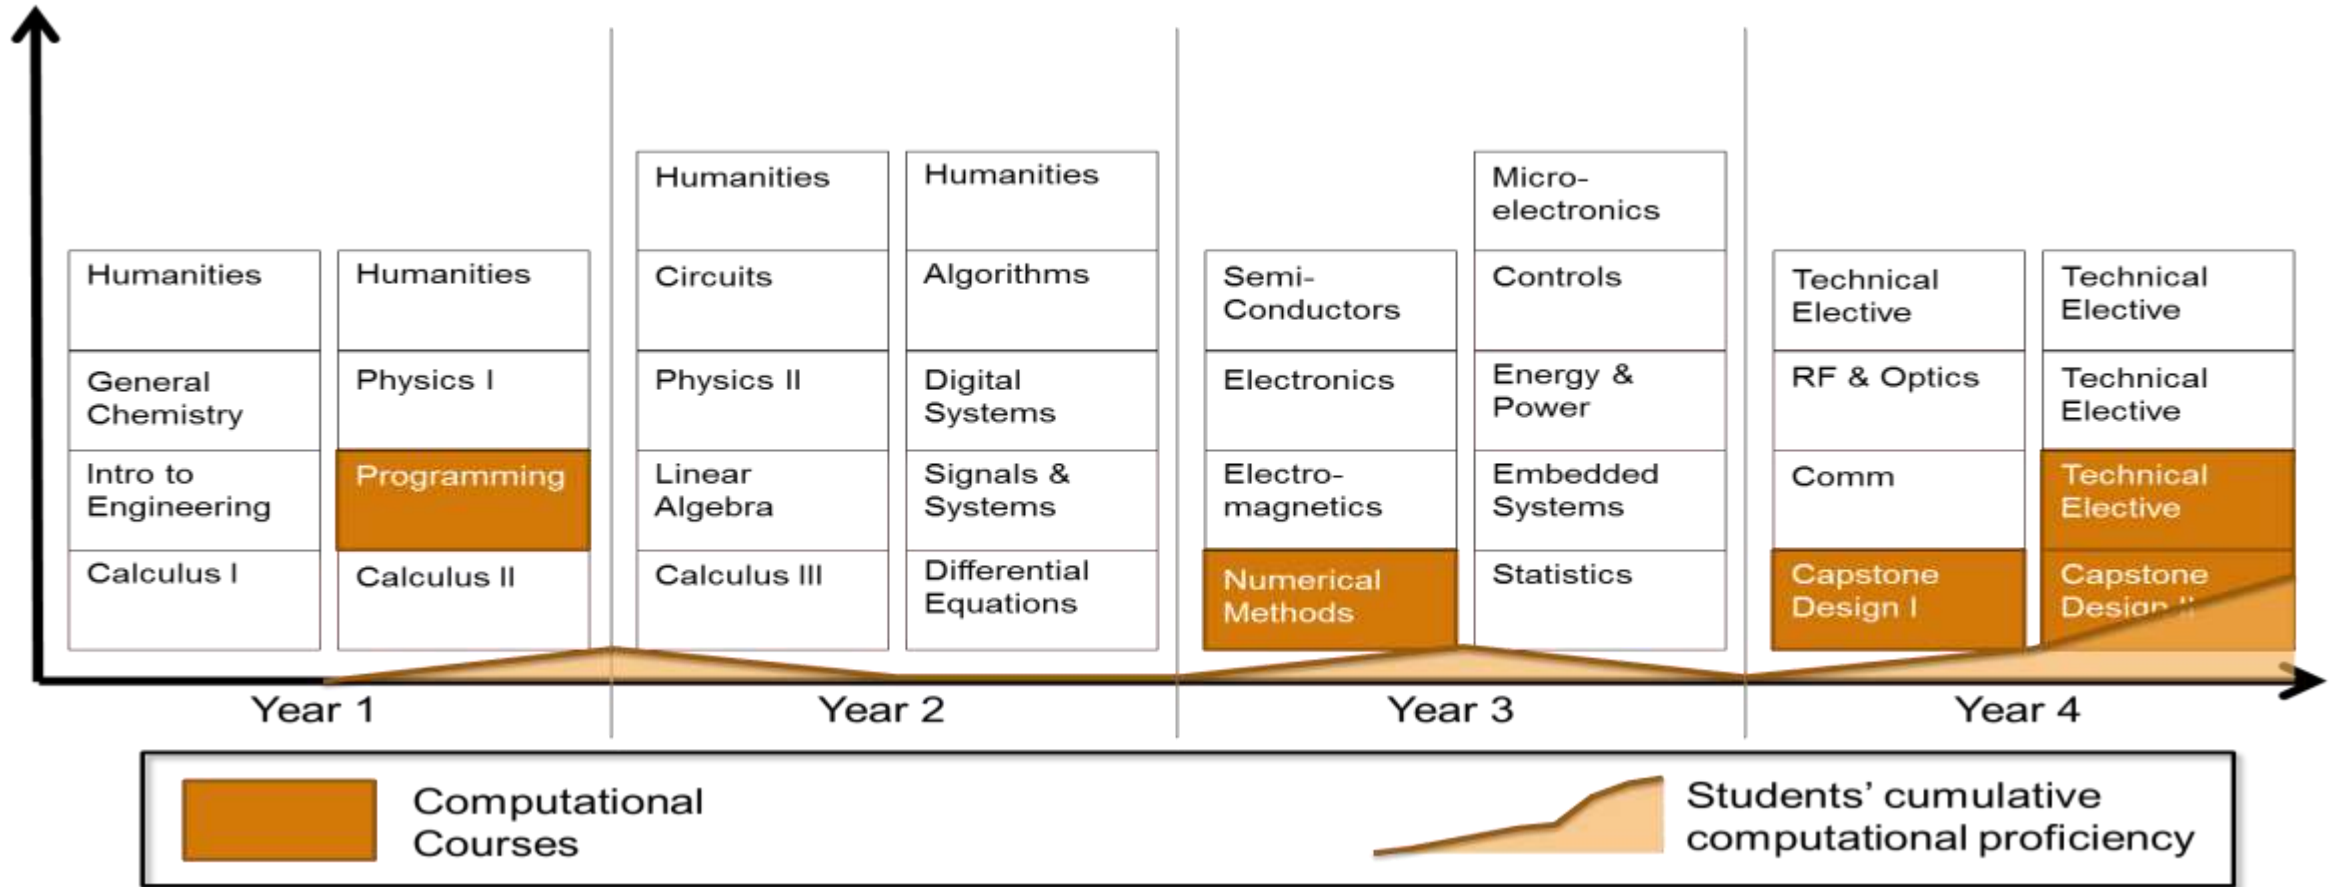 Humanities
General
Chemistry
Intro to
Engineering
Calculus I
Humanities
Physics I
Programming
Calculus II
Humanities
Circuits
Physics II
Linear
Algebra
Calculus III
Humanities
Algorithms
Digital
Systems
Signals &
Systems
Differential
Equations
Semi-
Conductors
Electronics
Electro-
magnetics
Numerical
Methods
Micro-
electronics
Controls
Energy &
Power
Embedded
Systems
Statistics
Technical
Elective
RF & Optics
Comm
Capstone
Design I
Technical
Elective
Technical
Elective
Technical
Elective
Capstone
Design II
Year 1
Year 2
Year 3
Year 4
Computational
Courses
Students' cumulative
computational proficiency